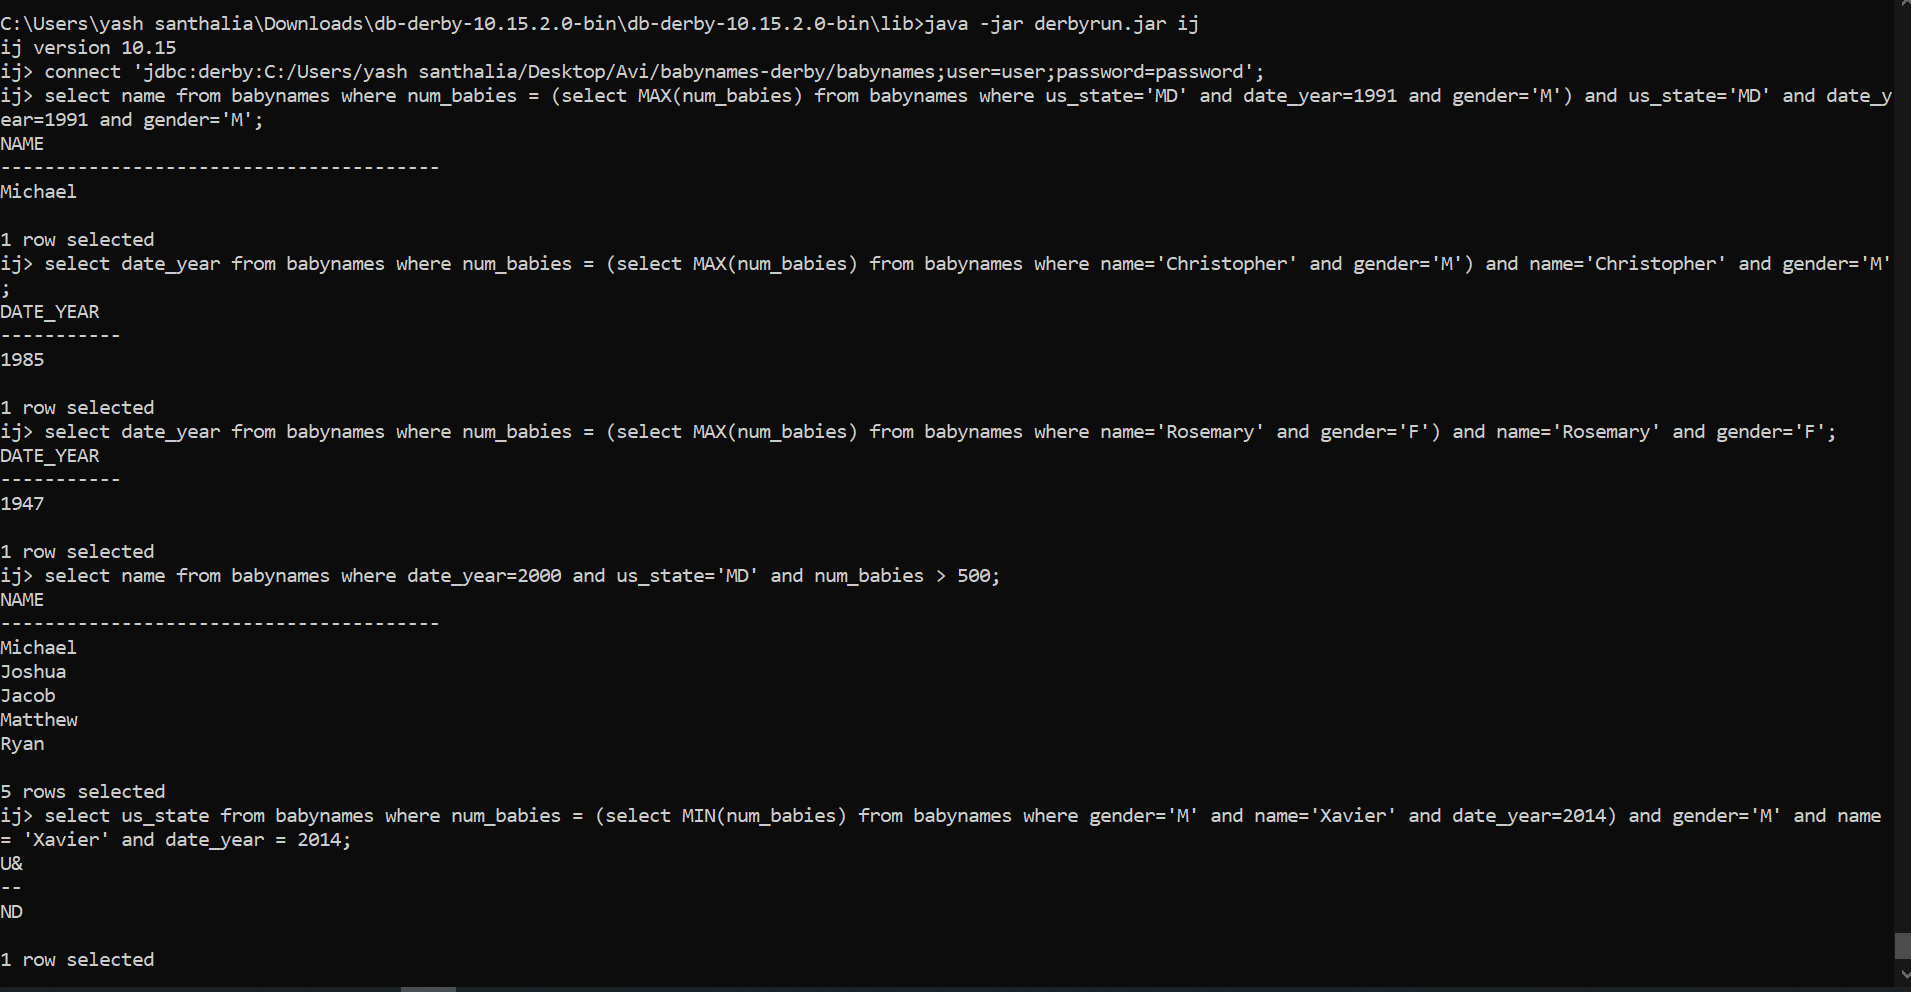 C:\Users\yash santhalia\Downloads\db-derby-10.15.2.0-bin\db-derby-10.15.2.0-bin\lib>java -jar derbyrun.jar ij
ij version 10.15
ij> connect 'jdbc:derby:C:/Users/yash santhalia/Desktop/Avi/babynames-derby/babynames;user=user;password=password';
ij> select name from babynames where num_babies = (select MAX(num_babies) from babynames where us_state='MD' and date_year=1991 and gender='M') and us_state='MD' and date_y
ear=1991 and gender='M';
NAME
----------------------------------------
Michael
1 row selected
ij> select date_year from babynames where num_babies = (select MAX(num_babies) from babynames where name='Christopher' and gender='M') and name='Christopher' and gender='M'
;
DATE_YEAR
-----------
1985
1 row selected
ij> select date_year from babynames where num_babies = (select MAX(num_babies) from babynames where name='Rosemary' and gender='F') and name='Rosemary' and gender='F';
DATE_YEAR
-----------
1947
1 row selected
ij> select name from babynames where date_year=2000 and us_state='MD' and num_babies > 500;
NAME
----------------------------------------
Michael
Joshua
Jacob
Matthew
Ryan
5 rows selected
ij> select us_state from babynames where num_babies = (select MIN(num_babies) from babynames where gender='M' and name='Xavier' and date_year=2014) and gender='M' and name
= 'Xavier' and date_year = 2014;
U&
--
ND
1 row selected